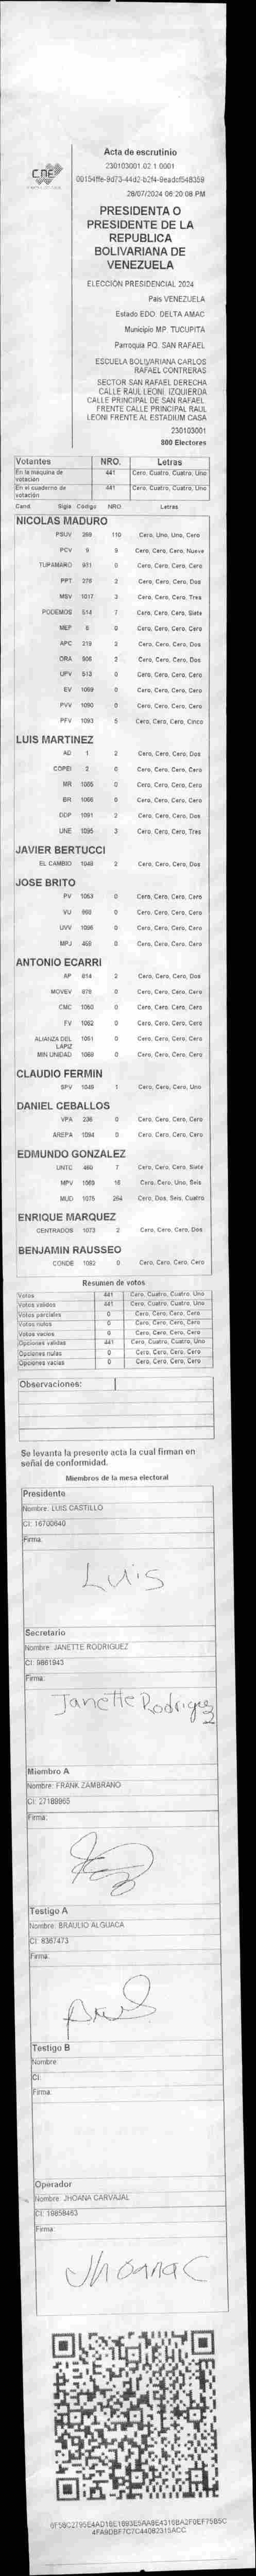 CNE
Acta de escrutinio
230103001.02.1.0001
28/07/2024 06:20:08 PM
PRESIDENTA O
PRESIDENTE DE LA
REPUBLICA
BOLIVARIANA DE
VENEZUELA
ELECCIÓN PRESIDENCIAL 2024
País VENEZUELA
Estado EDO. DELTA AMAC
Municipio MP. TUCUPITA
Parroquia PQ. SAN RAFAEL
ESCUELA BOLIVARIANA CARLOS
RAFAEL CONTRERAS
SECTOR SAN RAFAEL DERECHA
CALLE RAUL LEONI. IZQUIERDA
CALLE PRINCIPAL DE SAN RAFAEL
FRENTE CALLE PRINCIPAL RAUL
LEONI FRENTE AL ESTADIUM CASA
230103001
800 Electores
Votantes NRO. Letras
En la maquina de votación 441 Cero, Cuatro, Cuatro, Uno
En el cuaderno de votación 441 Cero, Cuatro, Cuatro, Uno
Cand. Sigla Código NRO. Letras
NICOLAS MADURO
PSUV 268 110 Cero, Uno, Uno, Cero
PCV 9 9 Cero, Cero, Cero, Nueve
TUPAMARO 931 0 Cero, Cero, Cero, Cero
PPT 278 2 Cero, Cero, Cero, Dos
MSV 1017 3 Cero, Cero, Cero, Tres
PODEMOS 514 7 Cero, Cero, Cero, Siete
MEP 6 0 Cero, Cero, Cero, Cero
APC 219 2 Cero, Cero, Cero, Dos
ORA 906 2 Cero, Cero, Cero, Dos
UPV 513 0 Cero, Cero, Cero, Cero
EV 1069 0 Cero, Cero, Cero, Cero
PVV 1090 0 Cero, Cero, Cero, Cero
PFV 1093 5 Cero, Cero, Cero, Cinco
LUIS MARTINEZ
AD 1 2 Cero, Cero, Cero, Dos
COPEI 2 0 Cero, Cero, Cero, Cero
MR 1065 0 Cero, Cero, Cero, Cero
BR 1066 0 Cero, Cero, Cero, Cero
DDP 1091 2 Cero, Cero, Cero, Dos
UNE 1095 3 Cero, Cero, Cero, Tres
JAVIER BERTUCCI
EL CAMBIO 1048 2 Cero, Cero, Cero, Dos
JOSE BRITO
PV 1053 0 Cero, Cero, Cero, Cero
VU 960 0 Cero, Cero, Cero, Cero
UVV 1096 0 Cero, Cero, Cero, Cero
MPJ 459 0 Cero, Cero, Cero, Cero
ANTONIO ECARRI
AP 814 2 Cero, Cero, Cero, Dos
MOVEV 876 0 Cero, Cero, Cero, Cero
CMC 1060 0 Cero, Cero, Cero, Cero
FV 1062 0 Cero, Cero, Cero, Cero
ALIANZA DEL LAPIZ 1051 0 Cero, Cero, Cero, Cero
MIN UNIDAD 1069 0 Cero, Cero, Cero, Cero
CLAUDIO FERMIN
SPV 1049 1 Cero, Cero, Cero, Uno
DANIEL CEBALLOS
VPA 236 0 Cero, Cero, Cero, Cero
AREPA 1094 0 Cero, Cero, Cero, Cero
EDMUNDO GONZALEZ
UNTC 460 7 Cero, Cero, Cero, Siete
MPV 1069 16 Cero, Cero, Uno, Seis
MUD 1075 264 Cero, Dos, Seis, Cuatro
ENRIQUE MARQUEZ
CENTRADOS 1073 2 Cero, Cero, Cero, Dos
BENJAMIN RAUSSEO
CONDE 1082 0 Cero, Cero, Cero, Cero
Resumen de votos
Votos 441 Cero, Cuatro, Cuatro, Uno
Votos validos 441 Cero, Cuatro, Cuatro, Uno
Votos parciales 0 Cero, Cero, Cero, Cero
Votos nulos 0 Cero, Cero, Cero, Cero
Votos vacios 0 Cero, Cero, Cero, Cero
Opciones validas 441 Cero, Cuatro, Cuatro, Uno
Opciones nulas 0 Cero, Cero, Cero, Cero
Opciones vacias 0 Cero, Cero, Cero, Cero
Observaciones:
Se levanta la presente acta la cual firman en
señal de conformidad.
Miembros de la mesa electoral
Presidente
Nombre: LUIS CASTILLO
CI: 16700640
Firma:
Luis
Secretario
Nombre: JANETTE RODRIGUEZ
CI: 9861943
Firma:
Janette Rodriguez
Miembro A
Nombre: FRANK ZAMBRANO
CI: 27188965
Firma:
Testigo A
Nombre: BRAULIO ALGUACA
CI: 8367473
Firma:
Testigo B
Nombre
CI:
Firma
Operador
Nombre: JHOANA CARVAJAL
CI: 19858463
Firma
Jhoana C